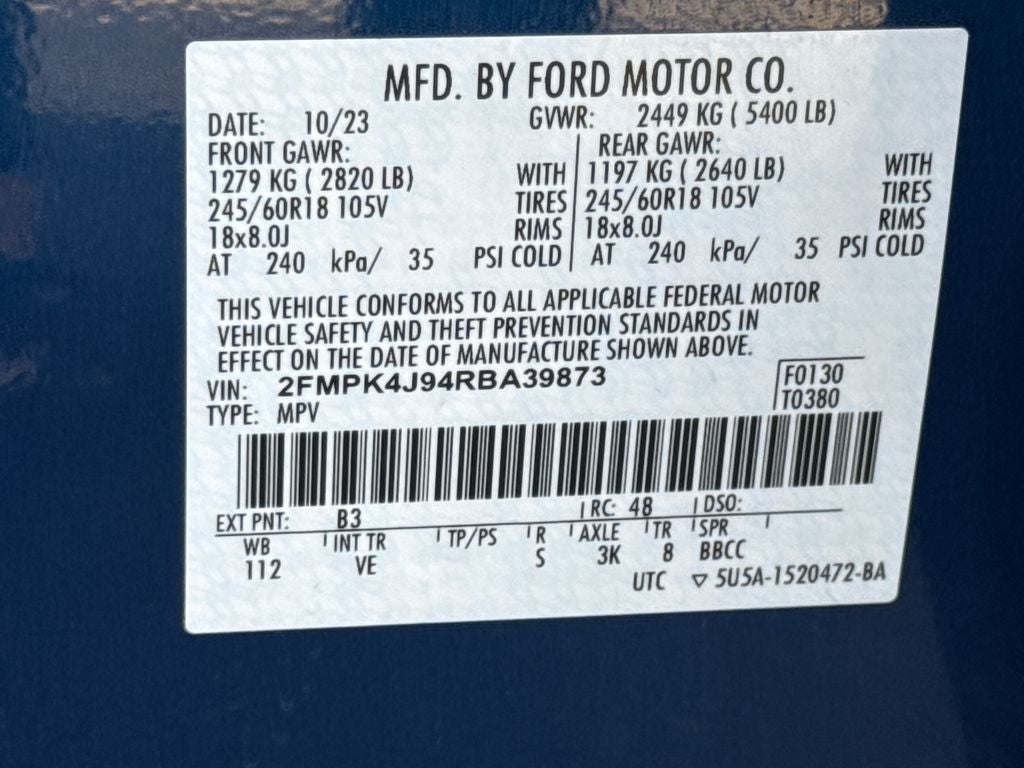 MFD. BY FORD MOTOR CO.
DATE: 10/23 GVWR: 2449 KG ( 5400 LB)
FRONT GAWR: REAR GAWR:
1279 KG ( 2820 LB) WITH 1197 KG ( 2640 LB) WITH
245/60R18 105V TIRES 245/60R18 105V TIRES
18x8.0J RIMS 18x8.0J RIMS
AT 240 kPa/ 35 PSI COLD AT 240 kPa/ 35 PSI COLD
THIS VEHICLE CONFORMS TO ALL APPLICABLE FEDERAL MOTOR
VEHICLE SAFETY AND THEFT PREVENTION STANDARDS IN
EFFECT ON THE DATE OF MANUFACTURE SHOWN ABOVE.
VIN: 2FMPK4J94RBA39873 F0130
TYPE: MPV T0380
EXT PNT: B3 RC: 48 DSO:
WB INT TR TP/PS R AXLE TR SPR
112 VE S 3K 8 BBCC
UTC ▽ 5U5A-1520472-BA